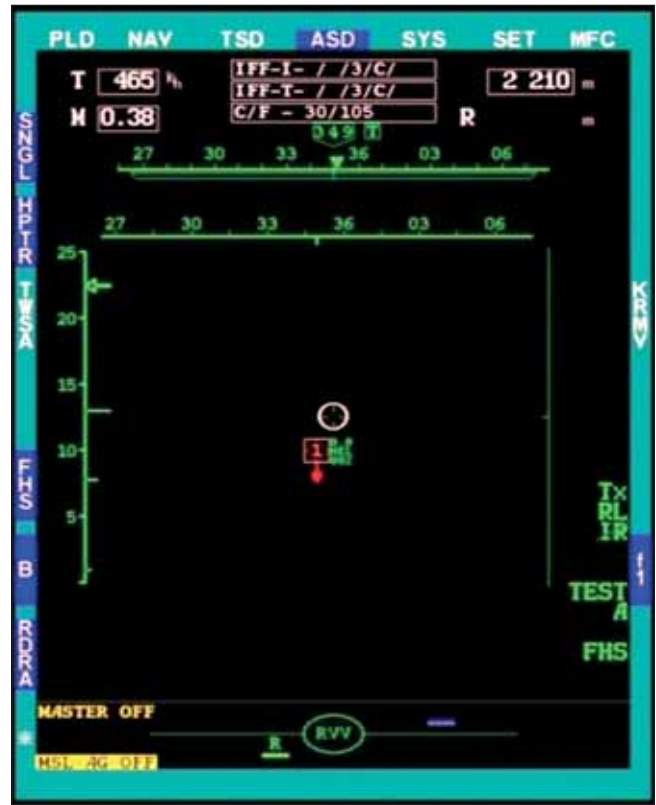 PLD NAV TSD ASD SYS SET MFC
T 465
IFF-I- / /3/C/
2 210 m
IFF-T- / /3/C/
M 0.38
C/F - 30/105
R m
349 T
27 30 33 36 03 06
27 30 33 36 03 06
25
20
15
10
5
1
SNGL
HPTR
TWSA
FHS
B
RDRA
*
KRMV
f1
Tx
RL
IR
TEST
A
FHS
MASTER OFF
RVV
R
MSL AG OFF